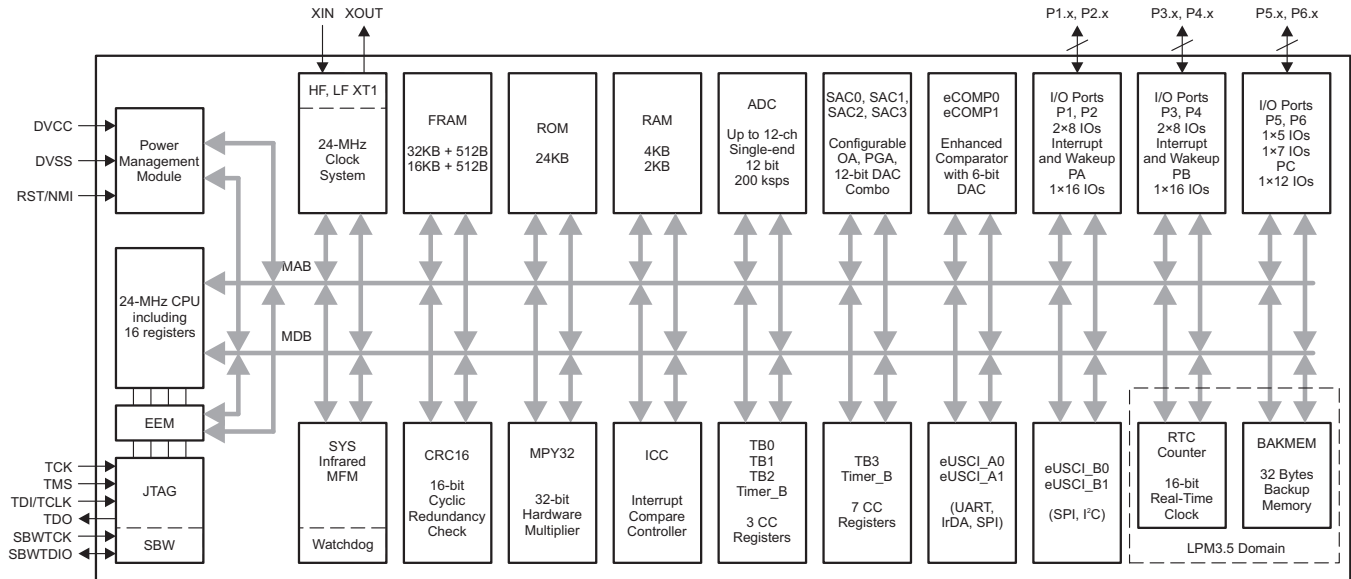 XIN XOUT
P1.x, P2.x
P3.x, P4.x
P5.x, P6.x
DVCC
DVSS
RST/NMI
Power
Management
Module
HF, LF XT1
24-MHz
Clock
System
FRAM
32KB + 512B
16KB + 512B
ROM
24KB
RAM
4KB
2KB
ADC
Up to 12-ch
Single-end
12 bit
200 ksps
SAC0, SAC1,
SAC2, SAC3
Configurable
OA, PGA,
12-bit DAC
Combo
eCOMP0
eCOMP1
Enhanced
Comparator
with 6-bit
DAC
I/O Ports
P1, P2
2×8 IOs
Interrupt
and Wakeup
PA
1×16 IOs
I/O Ports
P3, P4
2×8 IOs
Interrupt
and Wakeup
PB
1×16 IOs
I/O Ports
P5, P6
1×5 IOs
1×7 IOs
PC
1×12 IOs
MAB
MDB
24-MHz CPU
including
16 registers
EEM
TCK
TMS
TDI/TCLK
TDO
SBWTCK
SBWTDIO
JTAG
SBW
SYS
Infrared
MFM
Watchdog
CRC16
16-bit
Cyclic
Redundancy
Check
MPY32
32-bit
Hardware
Multiplier
ICC
Interrupt
Compare
Controller
TB0
TB1
TB2
Timer_B
3 CC
Registers
TB3
Timer_B
7 CC
Registers
eUSCI_A0
eUSCI_A1
(UART,
IrDA, SPI)
eUSCI_B0
eUSCI_B1
(SPI, I²C)
RTC
Counter
16-bit
Real-Time
Clock
BAKMEM
32 Bytes
Backup
Memory
LPM3.5 Domain